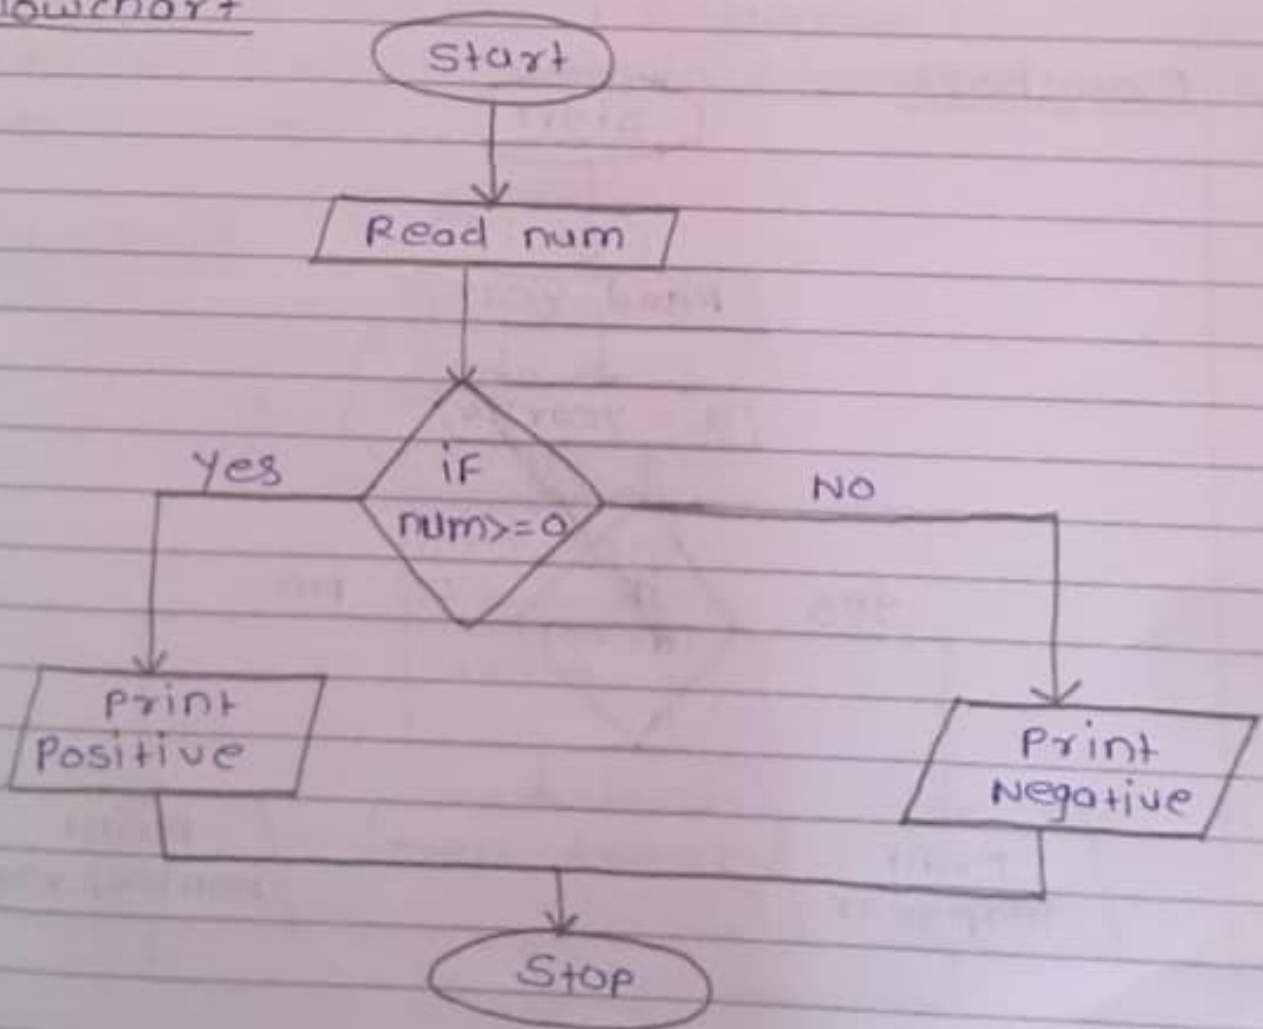 Start
Read num
if
num>=0
Yes
NO
Print
Positive
Print
Negative
Stop